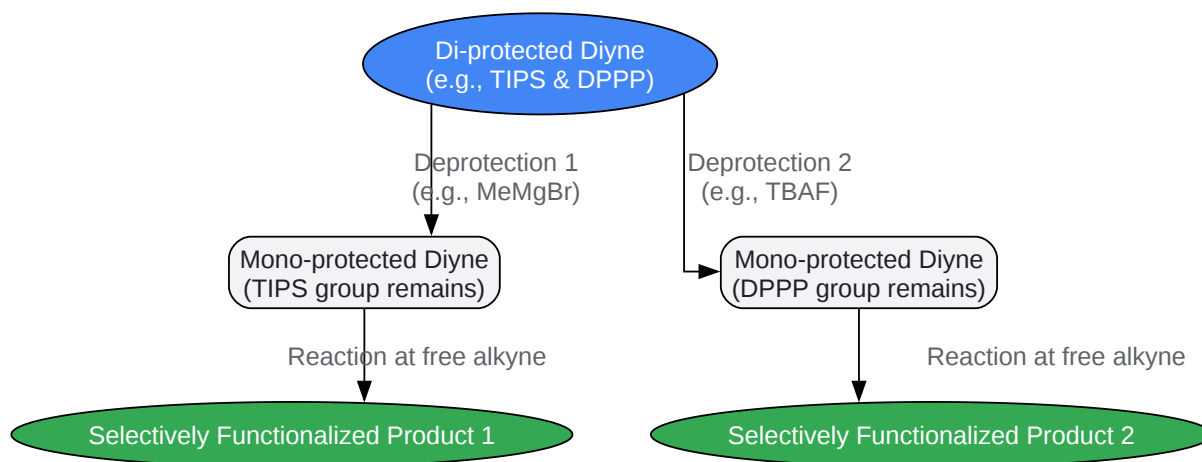 Di-protected Diyne
(e.g., TIPS & DPPP)
Deprotection 1
(e.g., MeMgBr)
Deprotection 2
(e.g., TBAF)
Mono-protected Diyne
(TIPS group remains)
Mono-protected Diyne
(DPPP group remains)
Reaction at free alkyne
Reaction at free alkyne
Selectively Functionalized Product 1
Selectively Functionalized Product 2